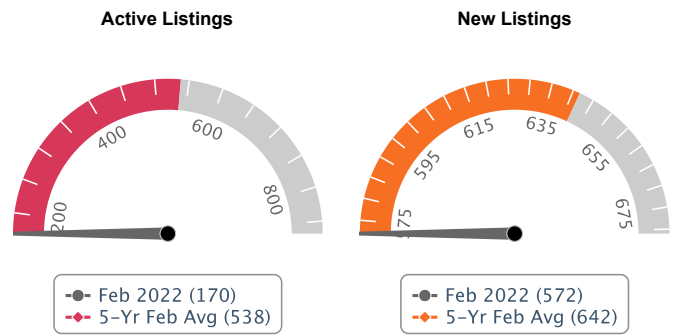 Active Listings
200
400
600
800
Feb 2022 (170)
5-Yr Feb Avg (538)
New Listings
575
595
615
635
655
675
Feb 2022 (572)
5-Yr Feb Avg (642)